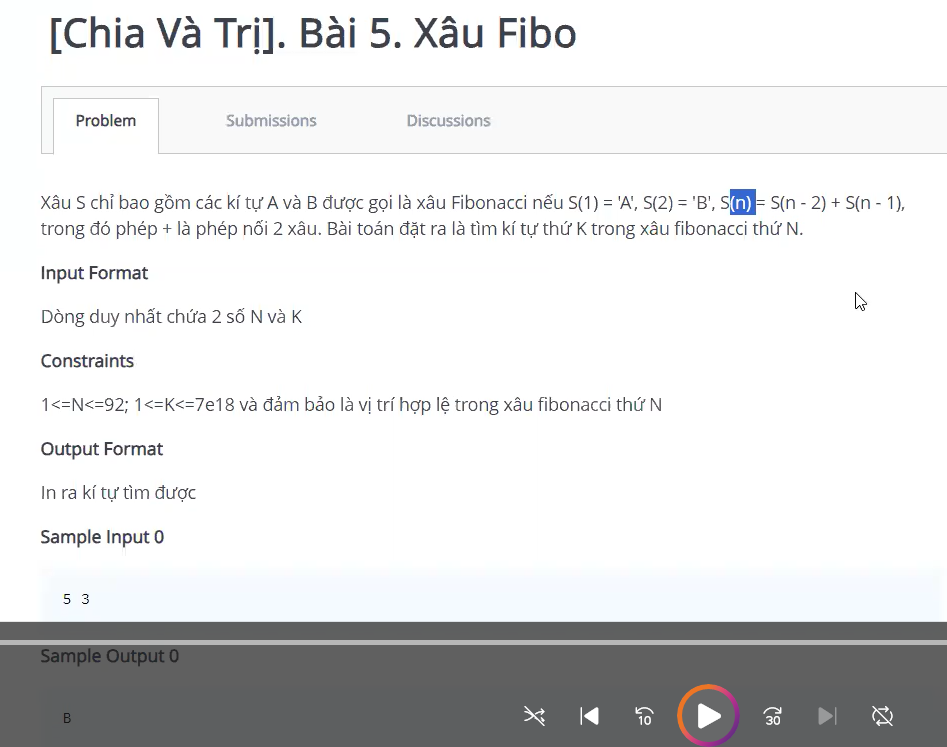 [Chia Và Trị]. Bài 5. Xâu Fibo
Problem Submissions Discussions
Xâu S chỉ bao gồm các kí tự A và B được gọi là xâu Fibonacci nếu S(1) = 'A', S(2) = 'B', S(n) = S(n - 2) + S(n - 1),
trong đó phép + là phép nối 2 xâu. Bài toán đặt ra là tìm kí tự thứ K trong xâu fibonacci thứ N.
Input Format
Dòng duy nhất chứa 2 số N và K
Constraints
1<=N<=92; 1<=K<=7e18 và đảm bảo là vị trí hợp lệ trong xâu fibonacci thứ N
Output Format
In ra kí tự tìm được
Sample Input 0
5 3
Sample Output 0
B
10 30